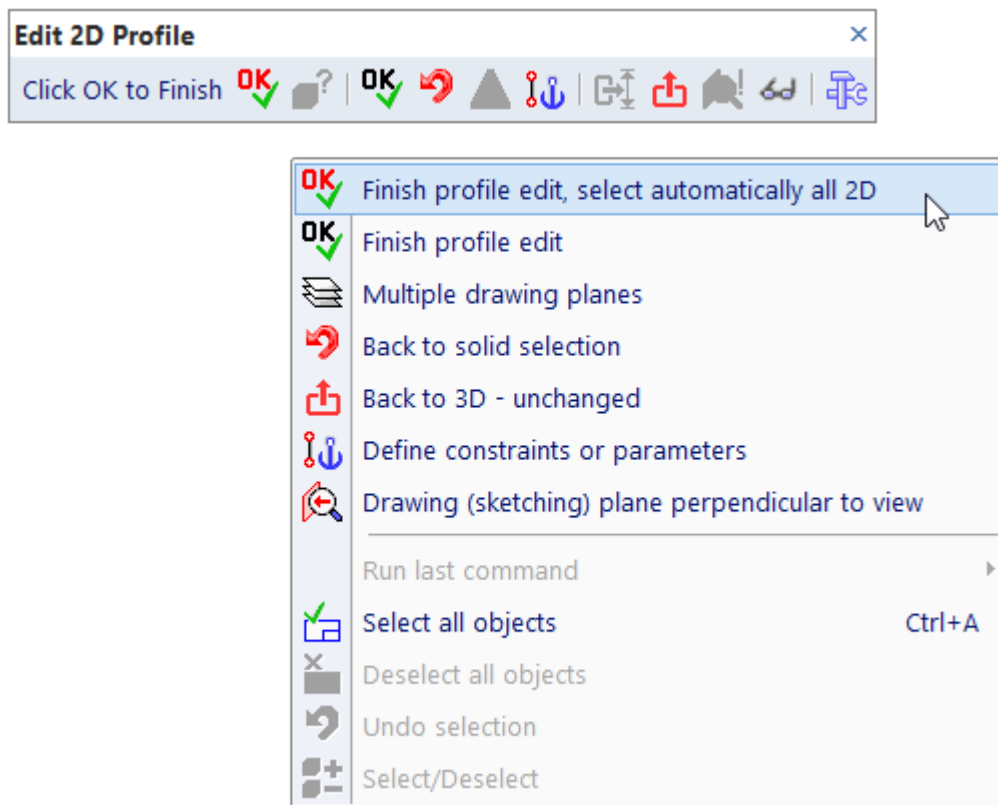 Edit 2D Profile
Click OK to Finish OK ? OK !
OK Finish profile edit, select automatically all 2D
OK Finish profile edit
Multiple drawing planes
Back to solid selection
Back to 3D - unchanged
Define constraints or parameters
Drawing (sketching) plane perpendicular to view
Run last command
Select all objects Ctrl+A
Deselect all objects
Undo selection
Select/Deselect